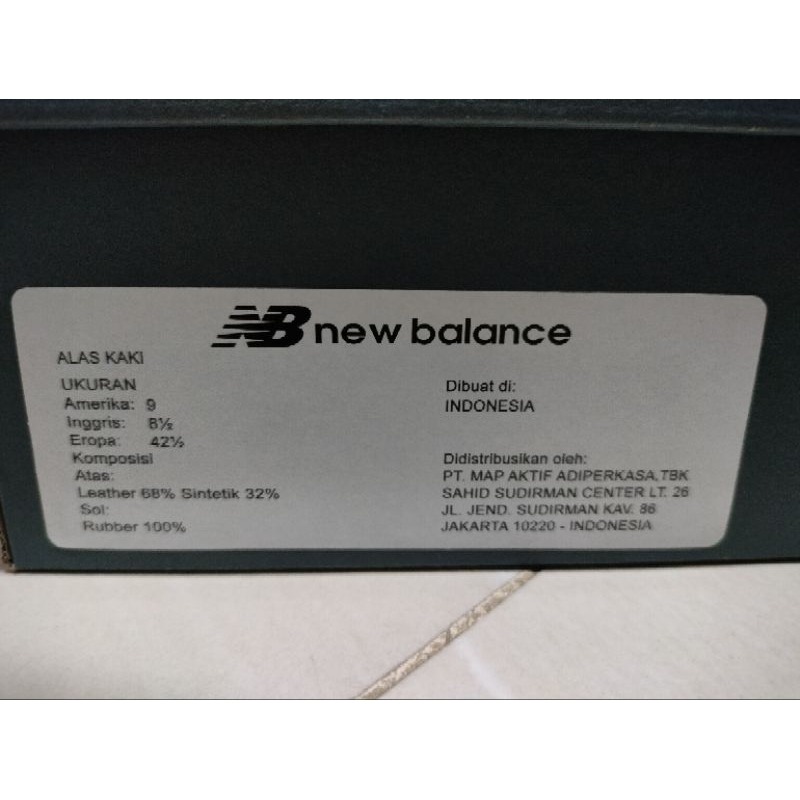 NB new balance
ALAS KAKI
UKURAN
Amerika: 9
Inggris: 8½
Eropa: 42½
Komposisi
Atas:
Leather 68% Sintetik 32%
Sol:
Rubber 100%
Dibuat di:
INDONESIA
Didistribusikan oleh:
PT. MAP AKTIF ADIPERKASA,TBK
SAHID SUDIRMAN CENTER LT. 26
JL. JEND. SUDIRMAN KAV. 86
JAKARTA 10220 - INDONESIA